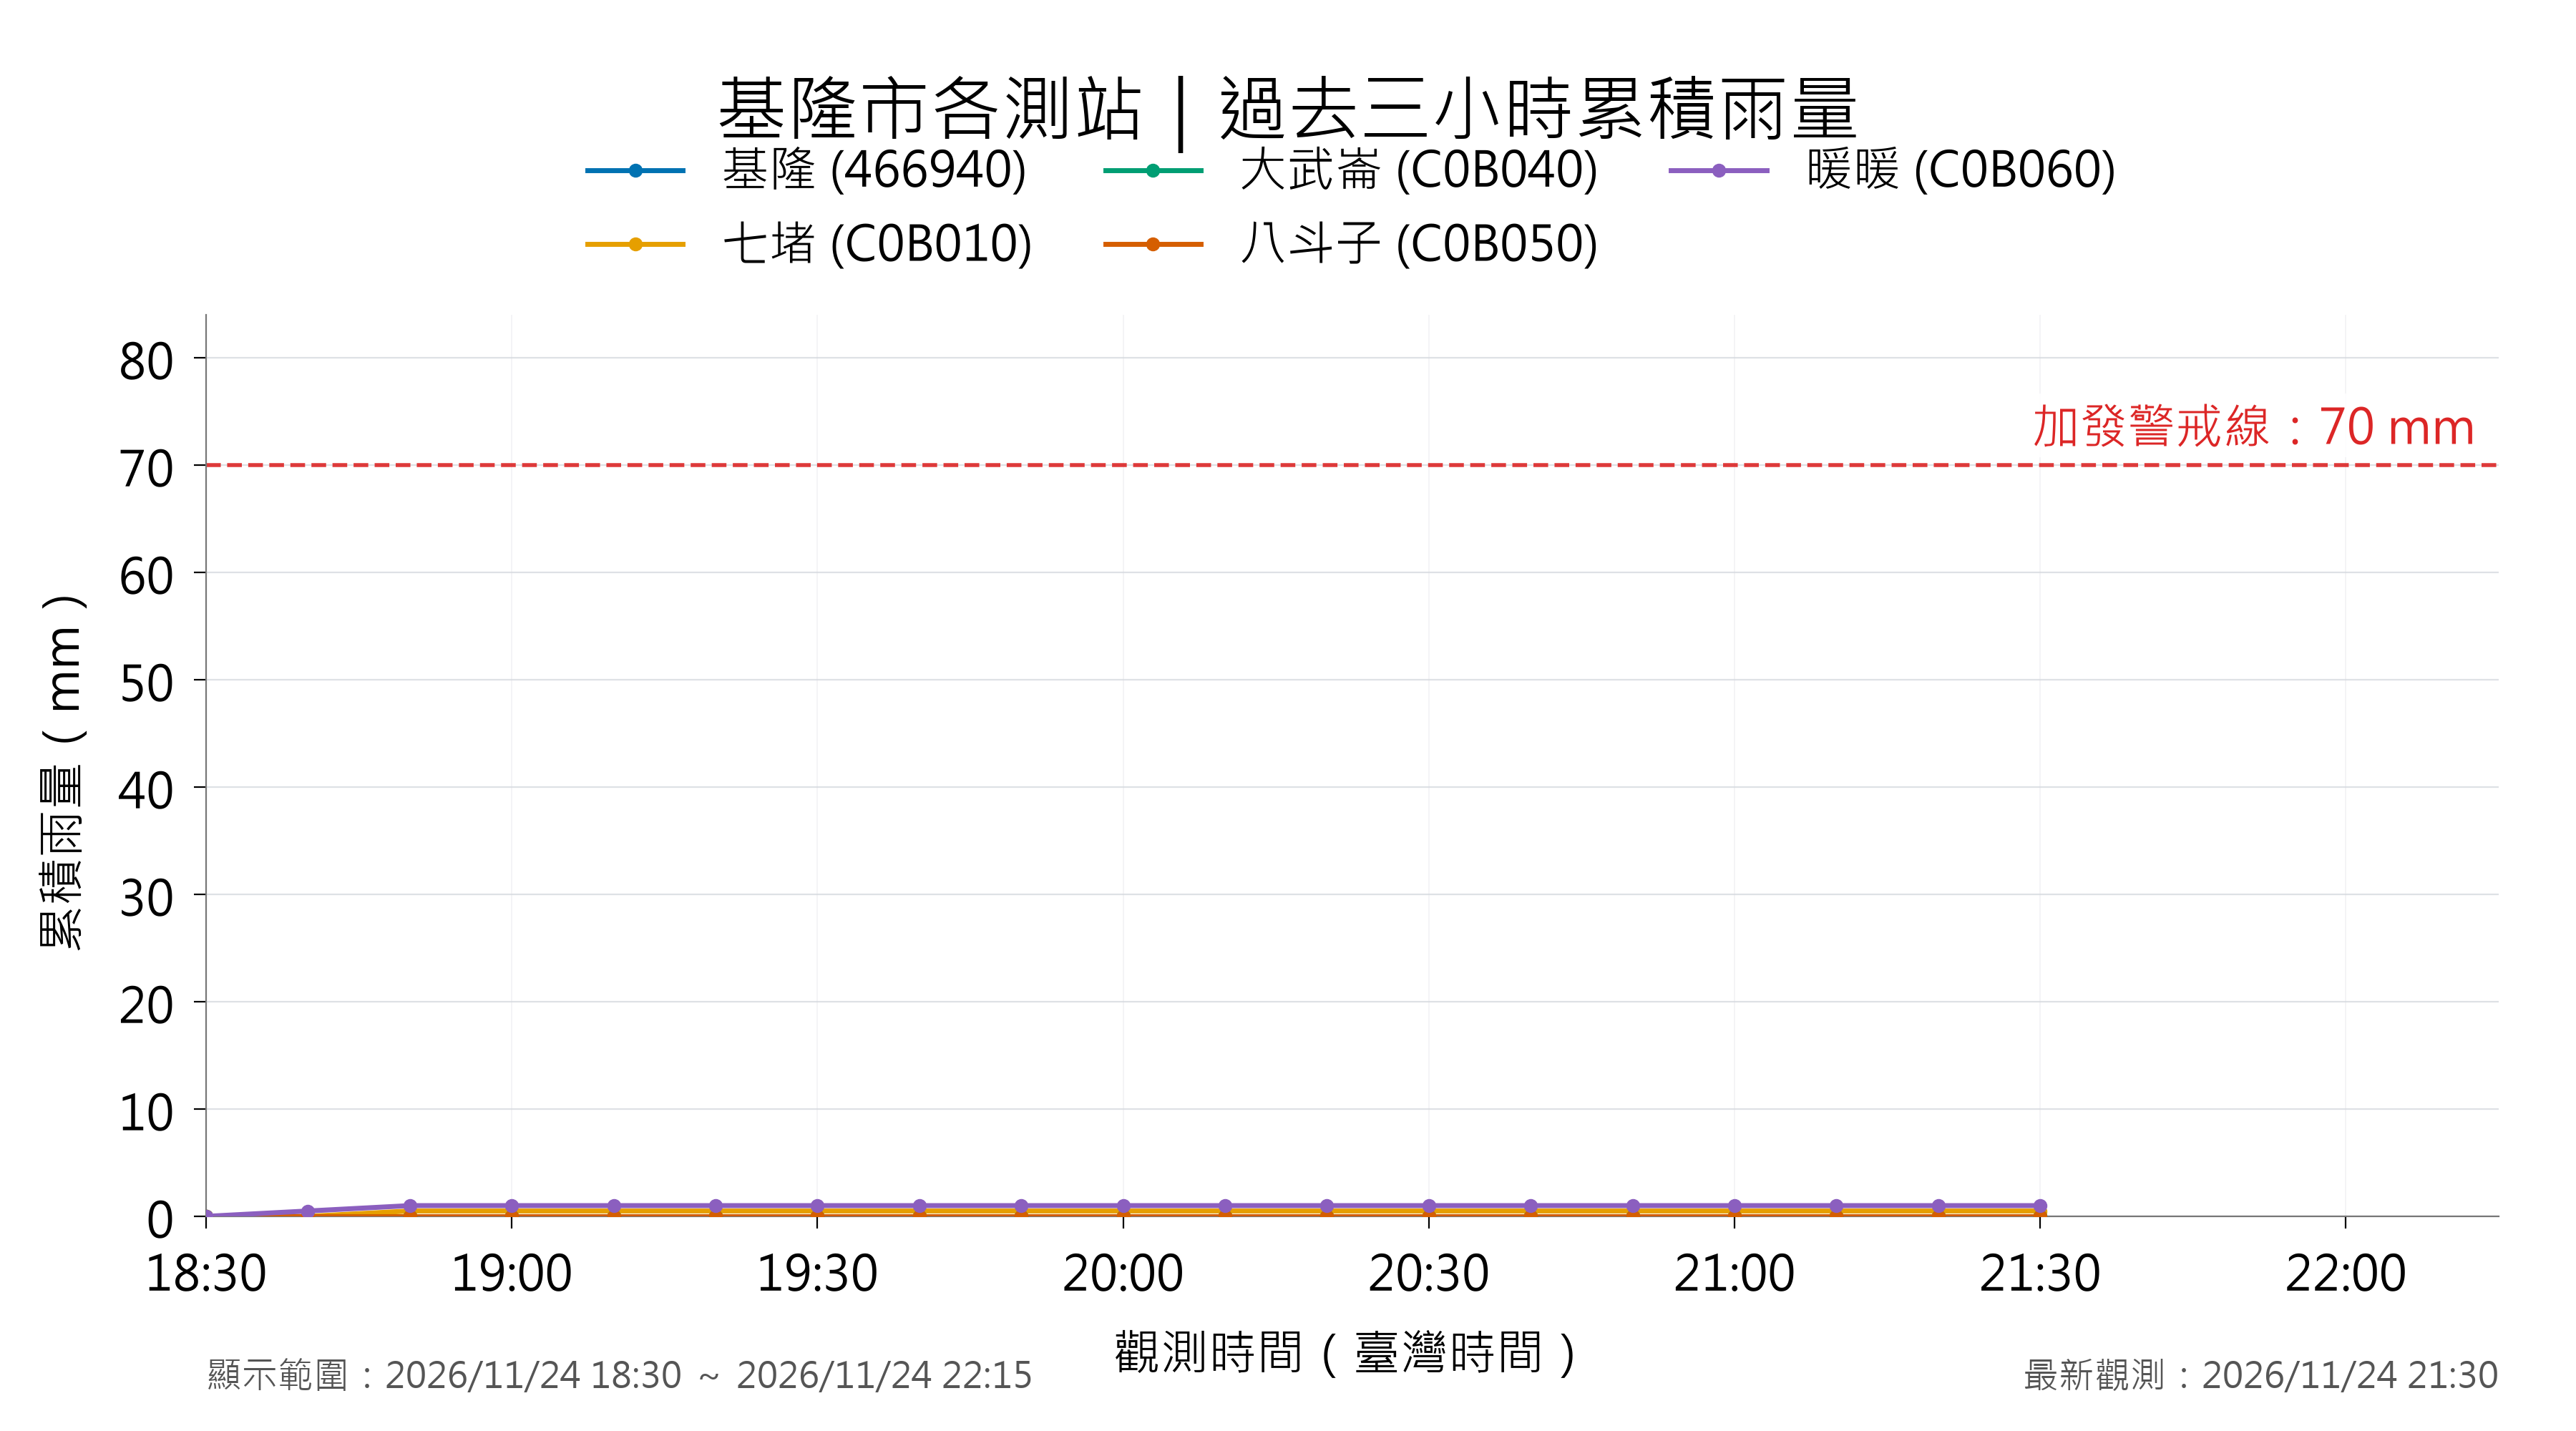 基隆市各測站｜過去三小時累積雨量
基隆 (466940)
大武崙 (C0B040)
暖暖 (C0B060)
七堵 (C0B010)
八斗子 (C0B050)
累積雨量（mm）
80
70
60
50
40
30
20
10
0
加發警戒線：70 mm
18:30
19:00
19:30
20:00
20:30
21:00
21:30
22:00
觀測時間（臺灣時間）
顯示範圍：2026/11/24 18:30 ~ 2026/11/24 22:15
最新觀測：2026/11/24 21:30